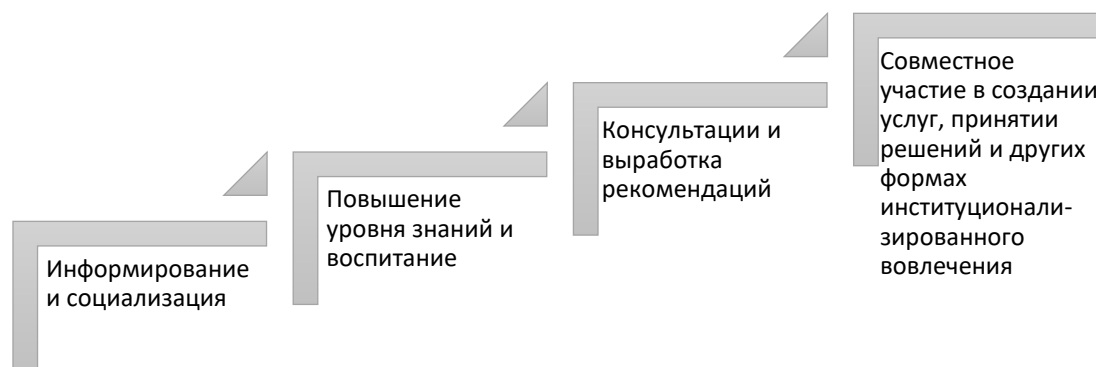 Информирование
и социализация
Повышение
уровня знаний и
воспитание
Консультации и
выработка
рекомендаций
Совместное
участие в создании
услуг, принятии
решений и других
формах
институционали-
зированного
вовлечения